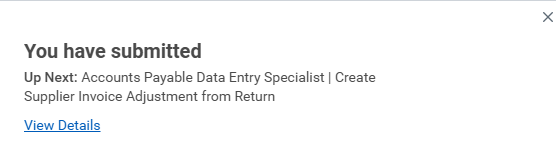 You have submitted
Up Next: Accounts Payable Data Entry Specialist | Create
Supplier Invoice Adjustment from Return
View Details